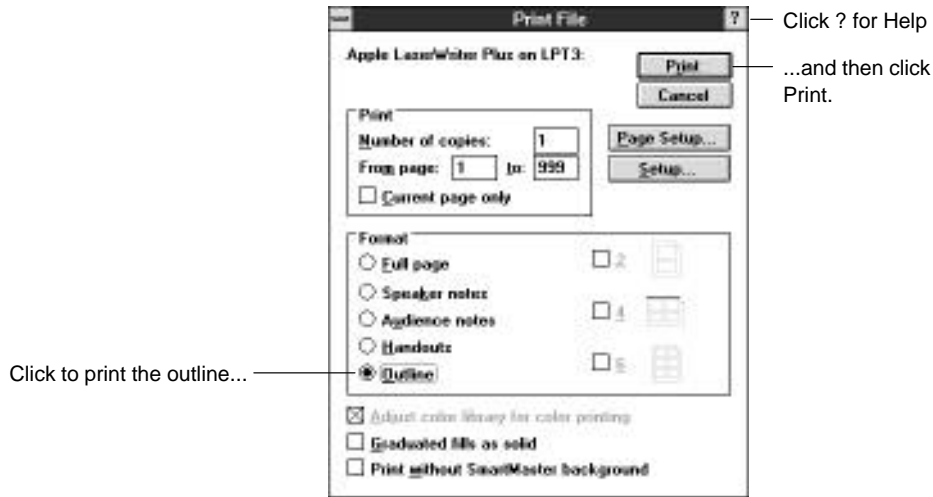 Print File ?
Click ? for Help
Apple LaserWriter Plus on LPT3:
Print
...and then click
Print.
Cancel
Print
Number of copies: 1
Page Setup...
From page: 1 to: 999
Setup...
Current page only
Format
Full page
2
Speaker notes
Audience notes
4
Handouts
Click to print the outline...
Outline
6
Adjust color library for color printing
Graduated fills as solid
Print without SmartMaster background